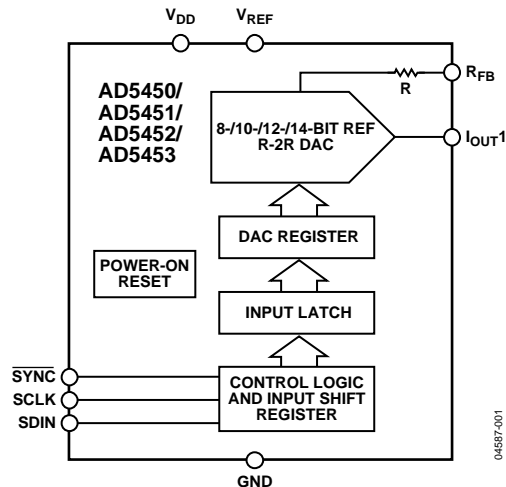 VDD
VREF
AD5450/
AD5451/
AD5452/
AD5453
8-/10-/12-/14-BIT REF
R-2R DAC
R
RFB
IOUT1
DAC REGISTER
POWER-ON
RESET
INPUT LATCH
SYNC
SCLK
SDIN
CONTROL LOGIC
AND INPUT SHIFT
REGISTER
GND
04587-001